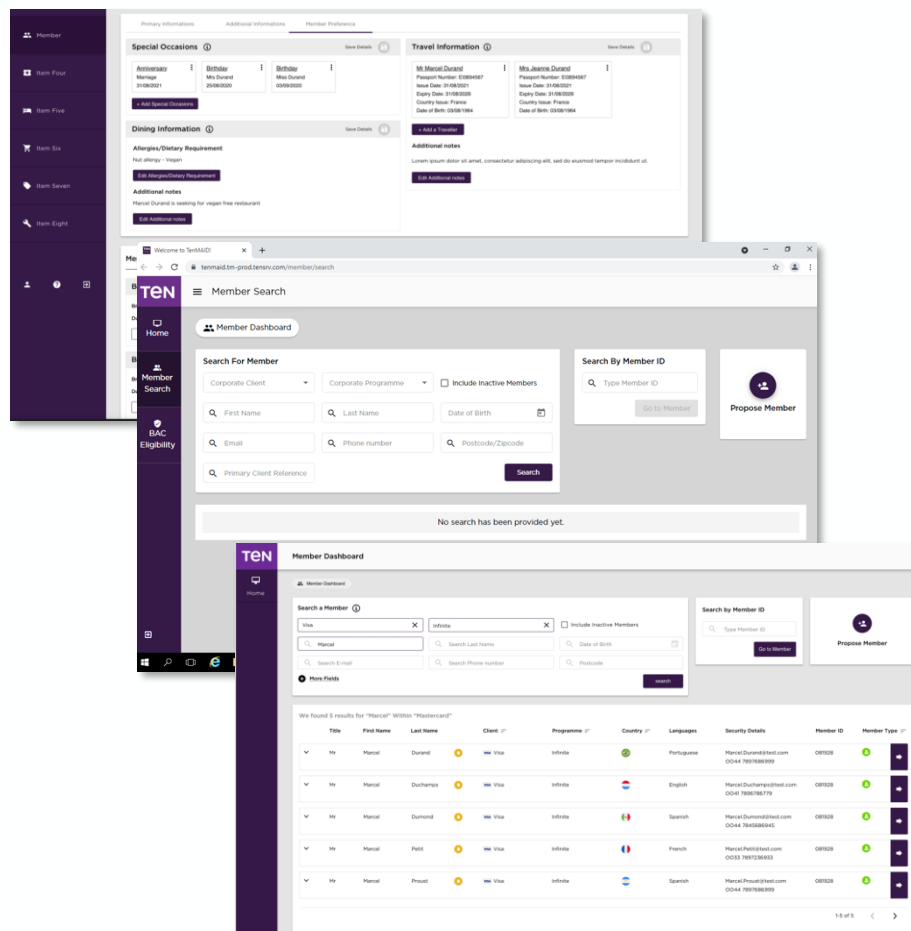 Primary Informations Additional Informations Member Preference
Member
Item Four
Item Five
Item Six
Item Seven
Item Eight
Special Occasions Save Details
Anniversary
Marriage
31/08/2021
Birthday
Mrs Durand
25/08/2020
Birthday
Miss Durand
03/09/2020
+ Add Special Occasions
Dining Information Save Details
Allergies/Dietary Requirement
Nut allergy - Vegan
Edit Allergies/Dietary Requirement
Additional notes
Marcel Durand is seeking for vegan free restaurant
Edit Additional notes
Travel Information Save Details
Mr Marcel Durand
Passport Number: E0894567
Issue Date: 31/08/2021
Expiry Date: 31/08/2026
Country Issue: France
Date of Birth: 03/08/1964
Mrs Jeanne Durand
Passport Number: E0894567
Issue Date: 31/08/2021
Expiry Date: 31/08/2026
Country Issue: France
Date of Birth: 03/08/1964
+ Add a Traveller
Additional notes
Lorem ipsum dolor sit amet, consectetur adipiscing elit, sed do eiusmod tempor incididunt ut.
Edit Additional notes
Welcome to TenMAID!
tenmaid.tm-prod.tensrv.com/member/search
TEN
Member Search
Home
Member
Search
BAC
Eligibility
Member Dashboard
Search For Member
Corporate Client Corporate Programme Include Inactive Members
First Name Last Name Date of Birth
Email Phone number Postcode/Zipcode
Primary Client Reference Search
Search By Member ID
Type Member ID
Go to Member
Propose Member
No search has been provided yet.
TEN
Member Dashboard
Home
Member Dashboard
Search a Member
Visa Infinite Include Inactive Members
Marcel Search Last Name Date of Birth
Search E-mail Search Phone number Postcode
More Fields search
Search by Member ID
Type Member ID
Go to Member
Propose Member
We found 5 results for "Marcel" Within "Mastercard"
Title First Name Last Name Client Programme Country Languages Security Details Member ID Member Type
Mr Marcel Durand VISA Visa Infinite Portuguese Marcel.Durand@test.com 081928
0044 7897686999
Mr Marcel Duchamps VISA Visa Infinite English Marcel.Duchamps@test.com 081928
0041 7896786779
Mr Marcel Dumond VISA Visa Infinite Spanish Marcel.Dumond@test.com 081928
0044 7845686945
Mr Marcel Petit VISA Visa Infinite French Marcel.Petit@test.com 081928
0033 7897236933
Mr Marcel Proust VISA Visa Infinite Spanish Marcel.Proust@test.com 081928
0044 7897686999
1-5 of 5